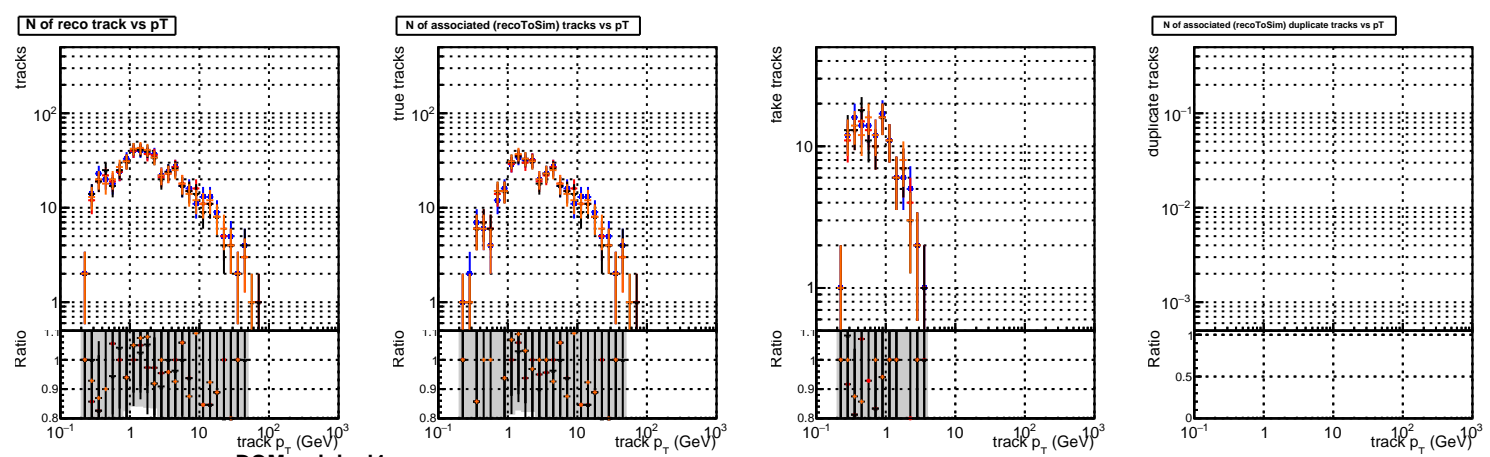 N of reco track vs pT
tracks
10²
10
1
Ratio
1.1
1
0.9
0.8
10⁻¹ 1 10 10² 10³
track p_T (GeV)
N of associated (recoToSim) tracks vs pT
true tracks
10²
10
1
Ratio
1.1
1
0.9
0.8
10⁻¹ 1 10 10² 10³
track p_T (GeV)
fake tracks
10
1
Ratio
1.1
1
0.9
0.8
10⁻¹ 1 10 10² 10³
track p_T (GeV)
N of associated (recoToSim) duplicate tracks vs pT
duplicate tracks
10⁻¹
10⁻²
10⁻³
Ratio
1
0.5
0
10⁻¹ 1 10 10² 10³
track p_T (GeV)